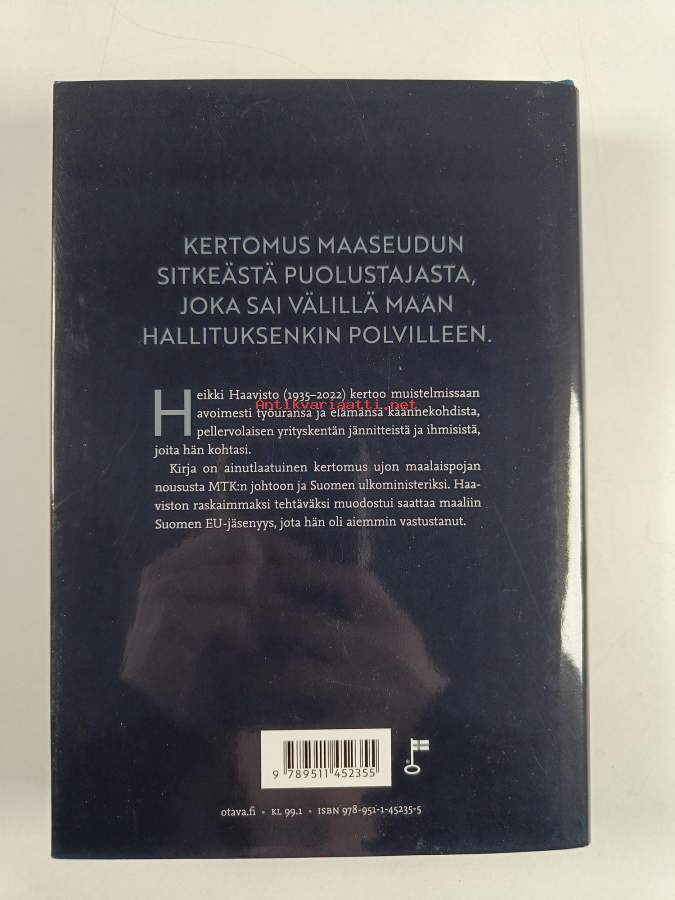 KERTOMUS MAASEUDUN
SITKEÄSTÄ PUOLUSTAJASTA,
JOKA SAI VÄLILLÄ MAAN
HALLITUKSENKIN POLVILLEEN.
Heikki Haavisto (1935–2022) kertoo muistelmissaan
Antikvariaatti.net
avoimesti työuransa ja elämänsä käännekohdista,
pellervolaisen yrityskentän jännitteistä ja ihmisistä,
joita hän kohtasi.
Kirja on ainutlaatuinen kertomus ujon maalaispojan
noususta MTK:n johtoon ja Suomen ulkoministeriksi. Haa-
viston raskaimmaksi tehtäväksi muodostui saattaa maaliin
Suomen EU-jäsenyys, jota hän oli aiemmin vastustanut.
9 789511 452355
otava.fi • KL 99.1 • ISBN 978-951-1-45235-5